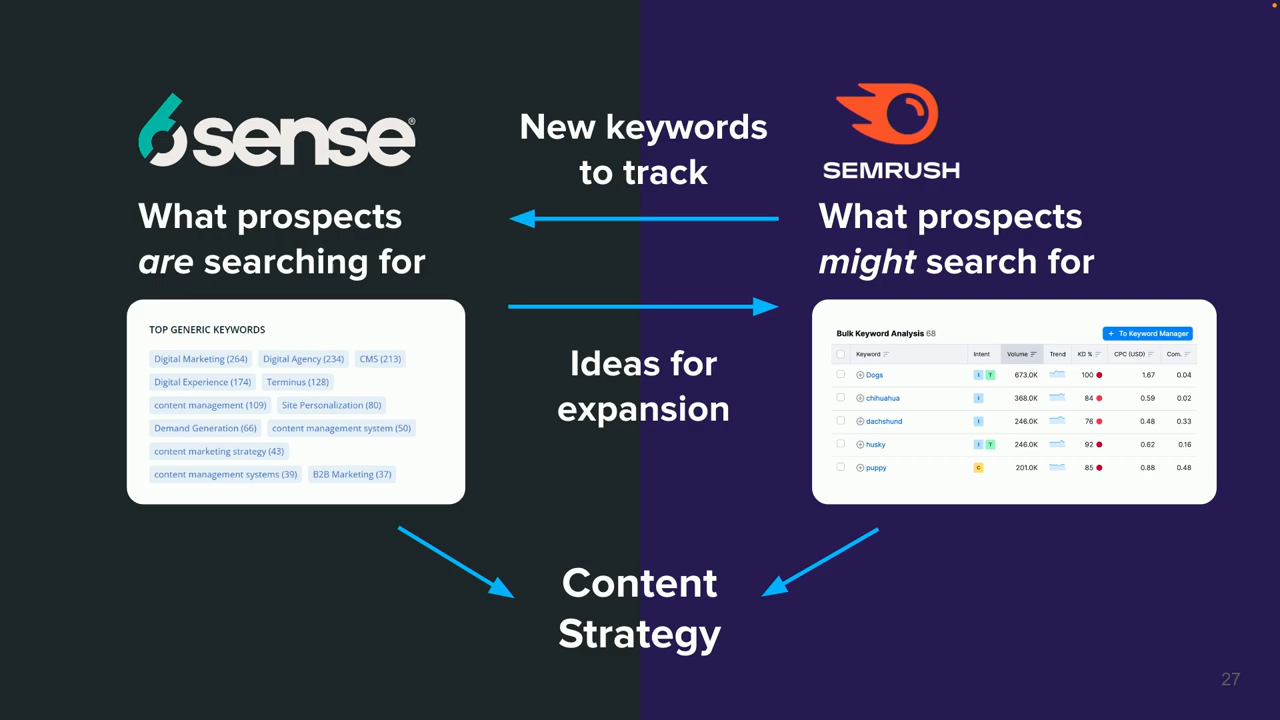 6sense®
What prospects
are searching for
TOP GENERIC KEYWORDS
Digital Marketing (264) Digital Agency (234) CMS (213)
Digital Experience (174) Terminus (128)
content management (109) Site Personalization (80)
Demand Generation (66) content management system (50)
content marketing strategy (43)
content management systems (39) B2B Marketing (37)
New keywords
to track
Ideas for
expansion
SEMRUSH
What prospects
might search for
Bulk Keyword Analysis 68
+ To Keyword Manager
Keyword Intent Volume Trend KD % CPC (USD) Com.
Dogs I T 673.0K 100 1.67 0.04
chihuahua I 368.0K 84 0.59 0.02
dachshund I 246.0K 76 0.48 0.33
husky I T 246.0K 92 0.62 0.16
puppy C 201.0K 85 0.88 0.48
Content
Strategy
27